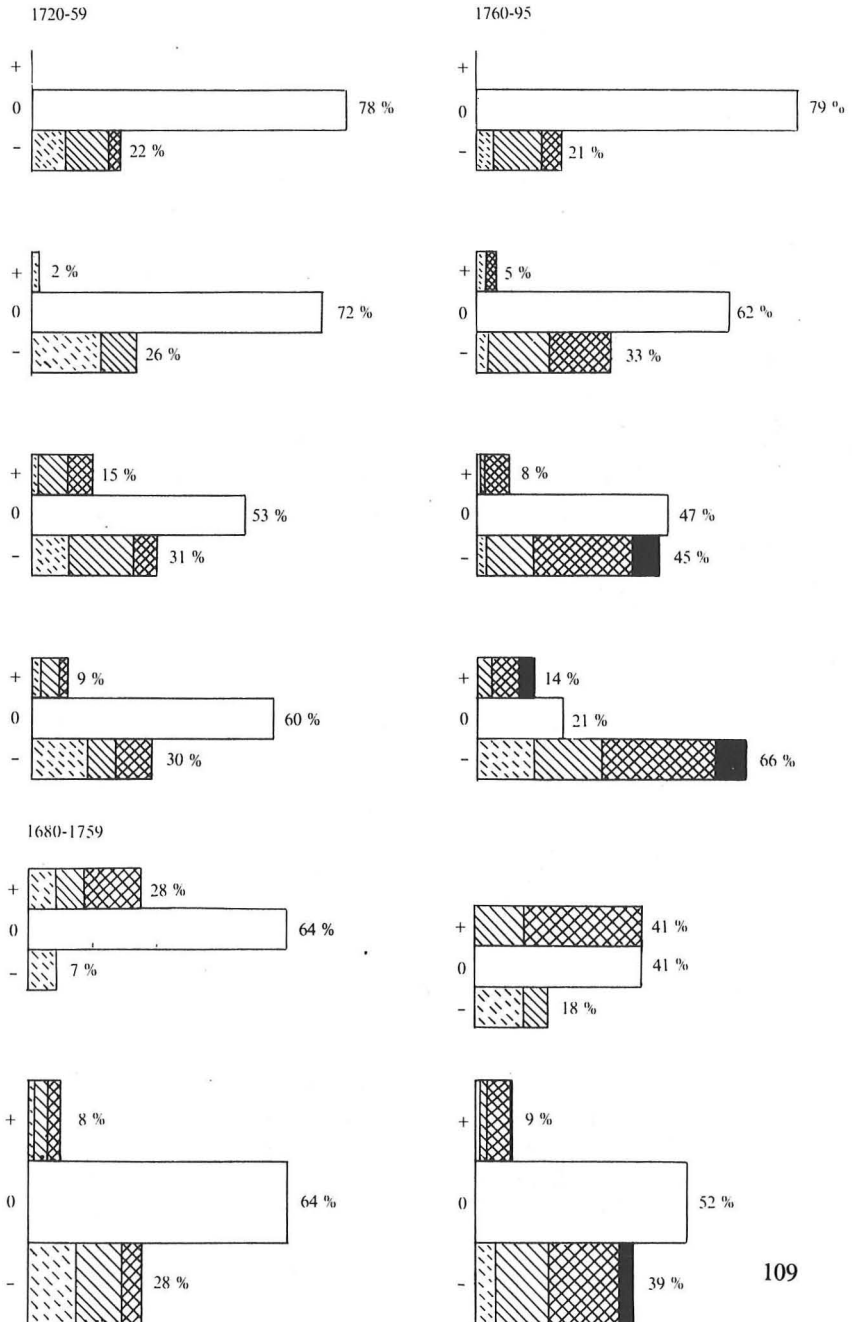 1720-59 1760-95
+ +
0 78 % 0 79 %
- 22 % - 21 %
+ 2 % + 5 %
0 72 % 0 62 %
- 26 % - 33 %
+ 15 % + 8 %
0 53 % 0 47 %
- 31 % - 45 %
+ 9 % + 14 %
0 60 % 0 21 %
- 30 % - 66 %
1680-1759
+ 28 % + 41 %
0 64 % 0 41 %
- 7 % - 18 %
+ 8 % + 9 %
0 64 % 0 52 %
- 28 % - 39 %
109